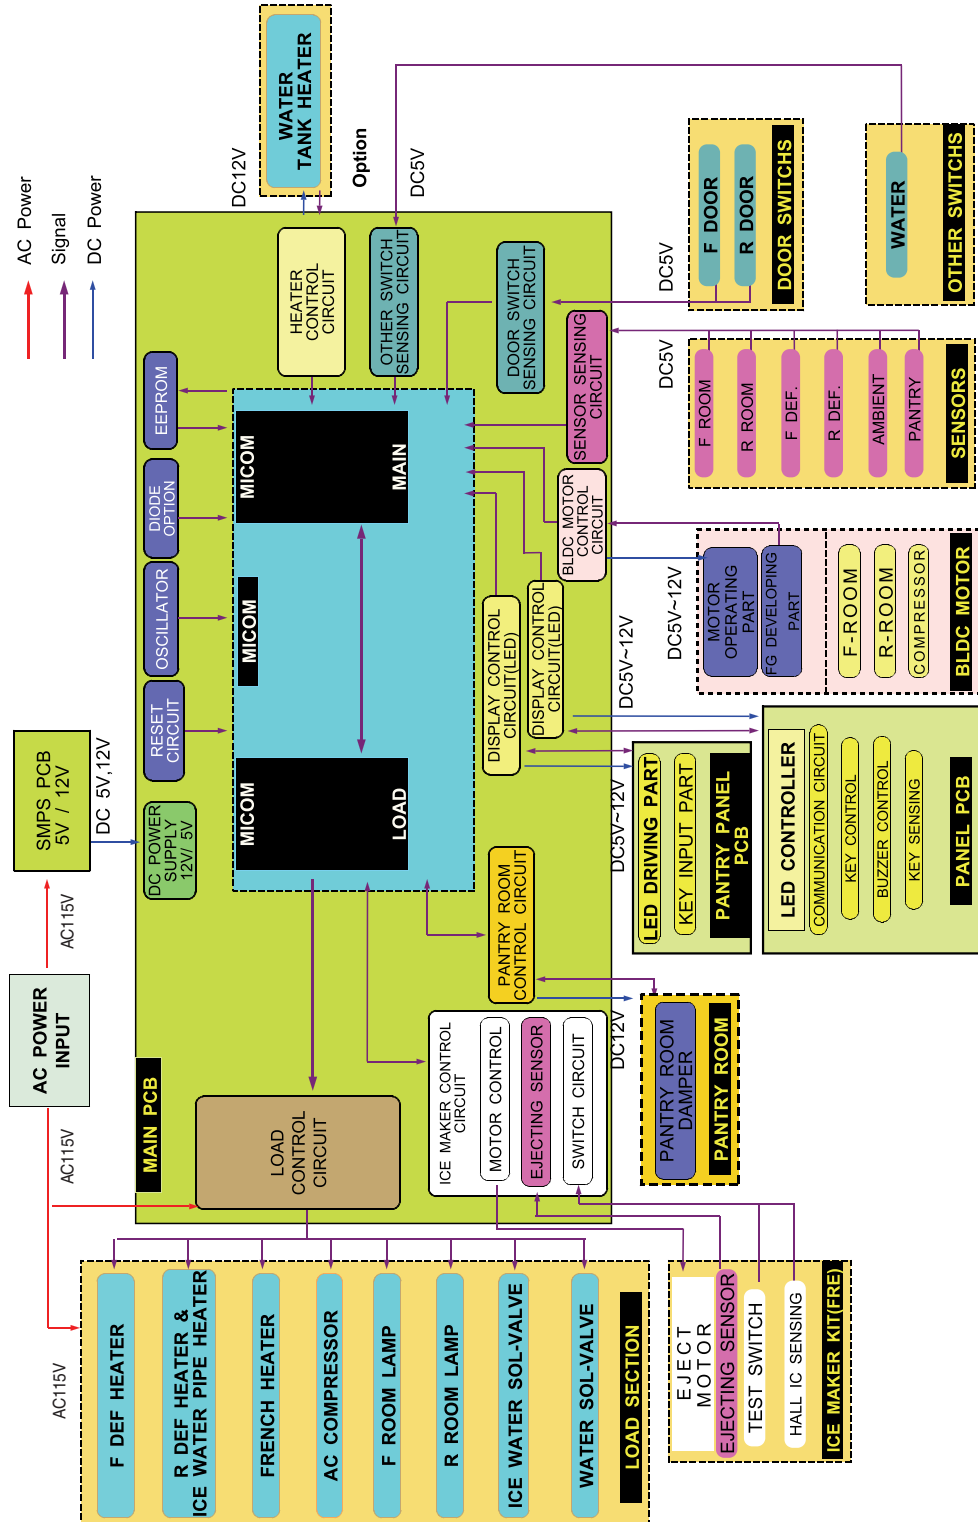 AC Power
Signal
DC Power
AC POWER
INPUT
AC115V
AC115V
AC115V
SMPS PCB
5V / 12V
DC 5V,12V
MAIN PCB
DC POWER
SUPPLY
12V/ 5V
RESET
CIRCUIT
OSCILLATOR
DIODE
OPTION
EEPROM
HEATER
CONTROL
CIRCUIT
DC12V
WATER
TANK HEATER
Option
OTHER SWITCH
SENSING CIRCUIT
DC5V
MICOM
MICOM
LOAD
MICOM
MAIN
DOOR SWITCH
SENSING CIRCUIT
SENSOR SENSING
CIRCUIT
BLDC MOTOR
CONTROL
CIRCUIT
DISPLAY CONTROL
CIRCUIT(LED)
DISPLAY CONTROL
CIRCUIT(LED)
PANTRY ROOM
CONTROL CIRCUIT
LOAD
CONTROL
CIRCUIT
ICE MAKER CONTROL
CIRCUIT
MOTOR CONTROL
EJECTING SENSOR
SWITCH CIRCUIT
F DEF HEATER
R DEF HEATER &
ICE WATER PIPE HEATER
FRENCH HEATER
AC COMPRESSOR
F ROOM LAMP
R ROOM LAMP
ICE WATER SOL-VALVE
WATER SOL-VALVE
LOAD SECTION
EJECT
MOTOR
EJECTING SENSOR
TEST SWITCH
HALL IC SENSING
ICE MAKER KIT(FRE)
DC12V
PANTRY ROOM
DAMPER
PANTRY ROOM
DC5V~12V
LED DRIVING PART
KEY INPUT PART
PANTRY PANEL
PCB
DC5V~12V
LED CONTROLLER
COMMUNICATION CIRCUIT
KEY CONTROL
BUZZER CONTROL
KEY SENSING
PANEL PCB
DC5V~12V
MOTOR
OPERATING
PART
FG DEVELOPING
PART
F-ROOM
R-ROOM
COMPRESSOR
BLDC MOTOR
DC5V
F ROOM
R ROOM
F DEF.
R DEF.
AMBIENT
PANTRY
SENSORS
DC5V
F DOOR
R DOOR
DOOR SWITCHS
WATER
OTHER SWITCHS